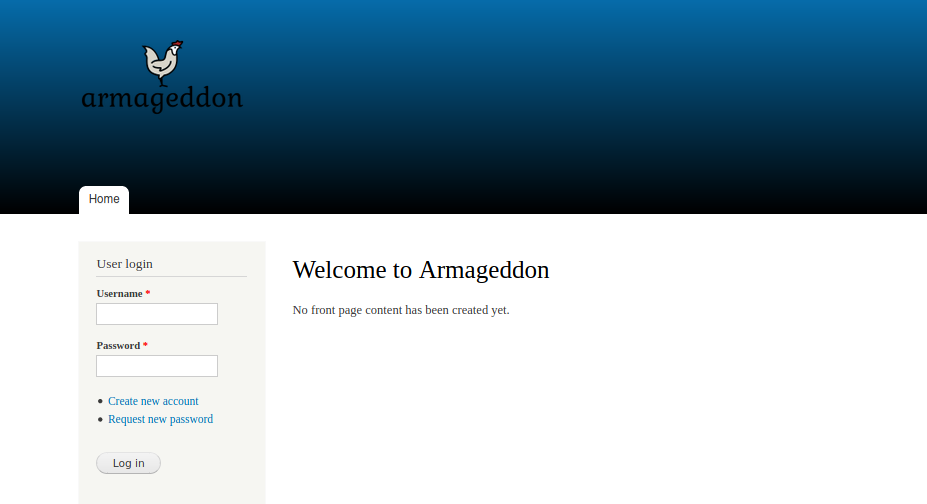 armageddon
Home
User login
Welcome to Armageddon
Username *
No front page content has been created yet.
Password *
Create new account
Request new password
Log in